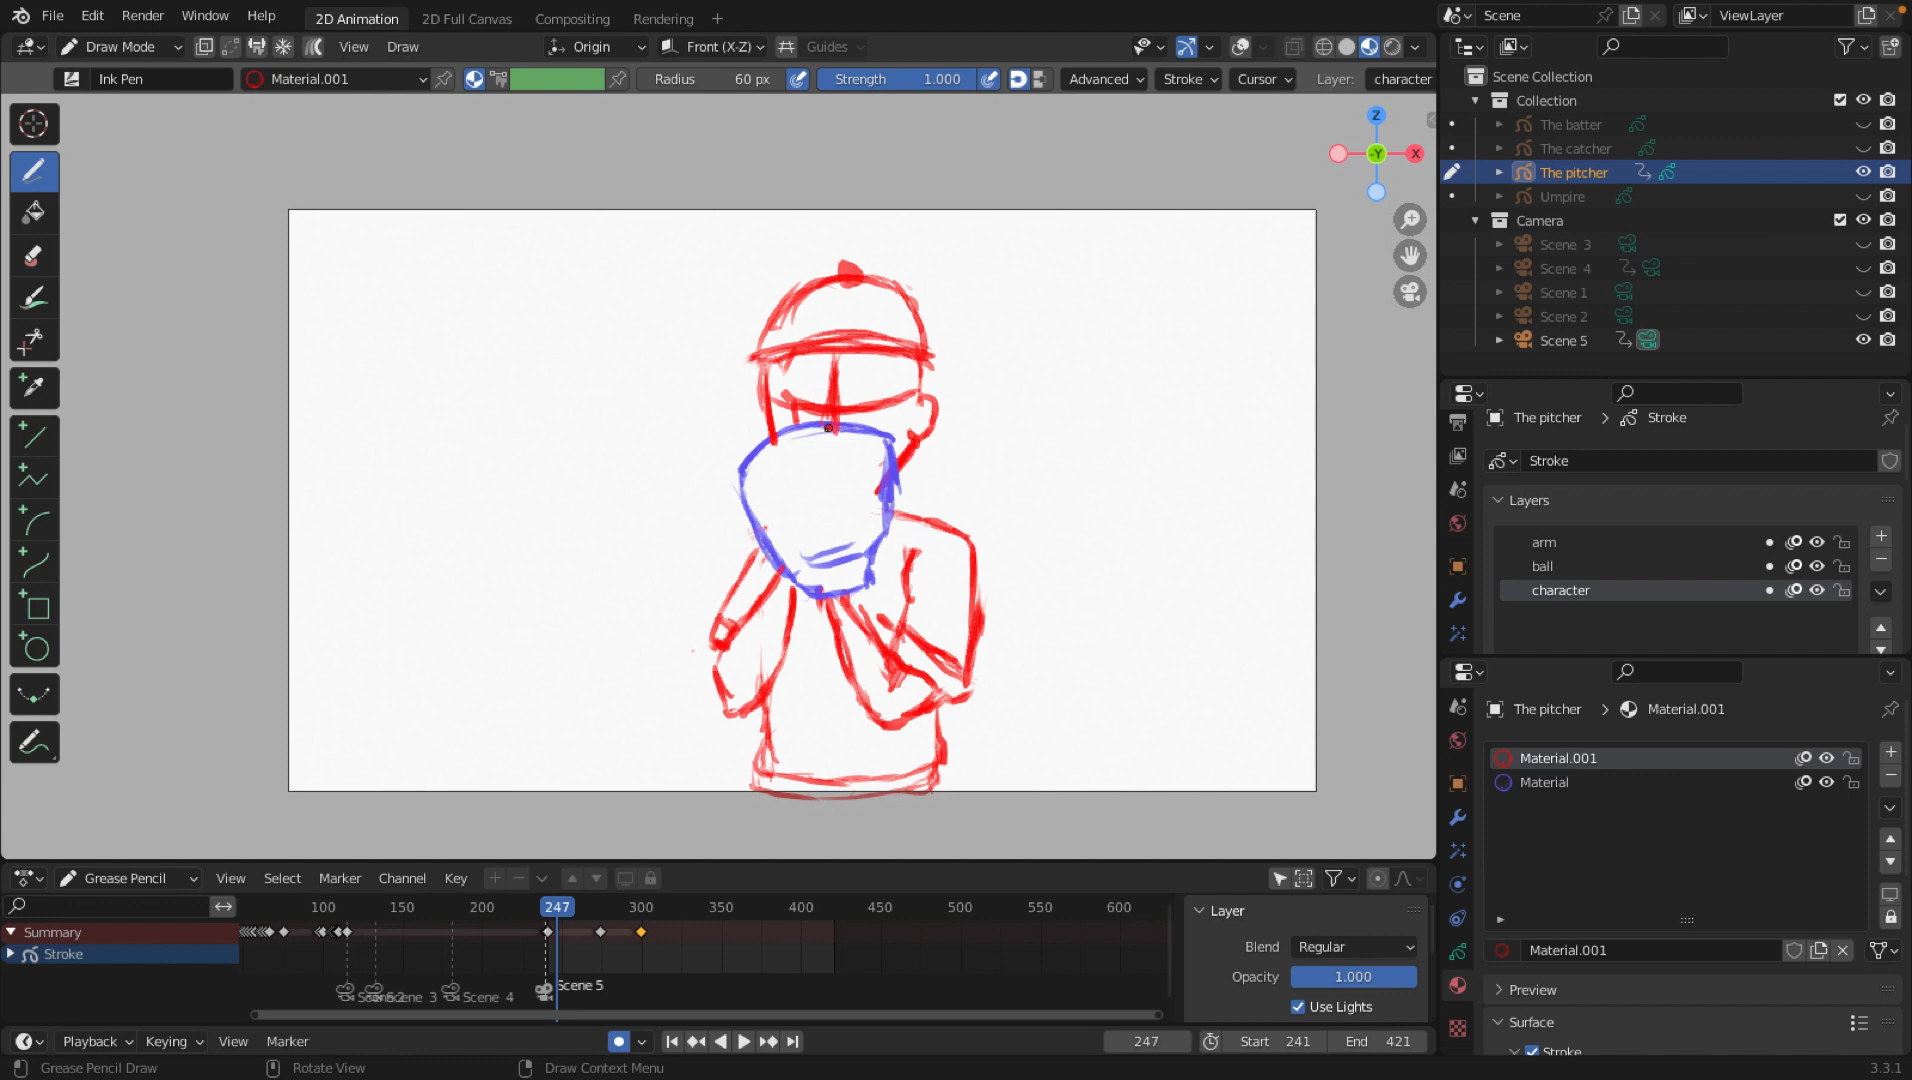 File Edit Render Window Help 2D Animation 2D Full Canvas Compositing Rendering + Scene ViewLayer
Draw Mode View Draw Origin Front (X-Z) Guides
Ink Pen Material.001 Radius 60 px Strength 1.000 Advanced Stroke Cursor Layer: character
Z
-Y X
Scene Collection
Collection
The batter
The catcher
The pitcher
Umpire
Camera
Scene 3
Scene 4
Scene 1
Scene 2
Scene 5
The pitcher > Stroke
Stroke
Layers
arm
ball
character
The pitcher > Material.001
Material.001
Material
Material.001
Preview
Surface
Stroke
Grease Pencil View Select Marker Channel Key
100 150 200 247 300 350 400 450 500 550 600
Summary
Stroke
Scene 5
3 Scene 4
Layer
Blend Regular
Opacity 1.000
Use Lights
Playback Keying View Marker 247 Start 241 End 421
Grease Pencil Draw Rotate View Draw Context Menu 3.3.1